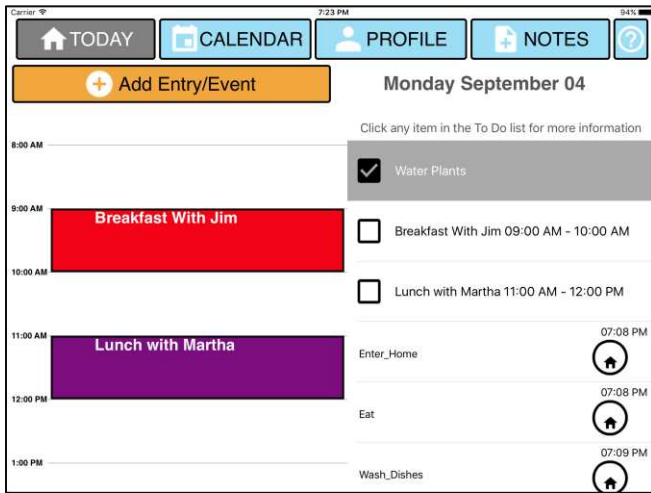 Carrier 7:23 PM 94%
TODAY CALENDAR PROFILE NOTES ?
+ Add Entry/Event
Monday September 04
Click any item in the To Do list for more information
8:00 AM
9:00 AM
Breakfast With Jim
10:00 AM
11:00 AM
Lunch with Martha
12:00 PM
1:00 PM
Water Plants
Breakfast With Jim 09:00 AM - 10:00 AM
Lunch with Martha 11:00 AM - 12:00 PM
07:08 PM
Enter_Home
07:08 PM
Eat
07:09 PM
Wash_Dishes